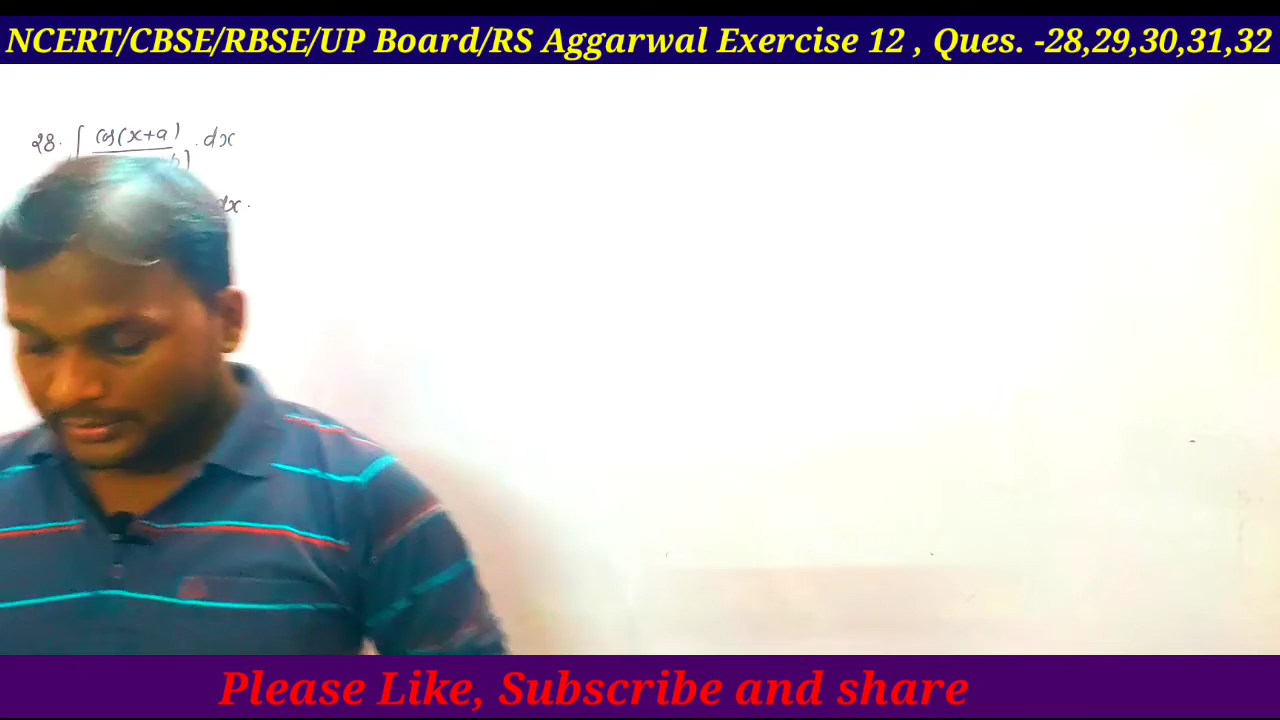 NCERT/CBSE/RBSE/UP Board/RS Aggarwal Exercise 12 , Ques. -28,29,30,31,32
28. ∫ cos(x+a) . dx
b)
dx .
Please Like, Subscribe and share